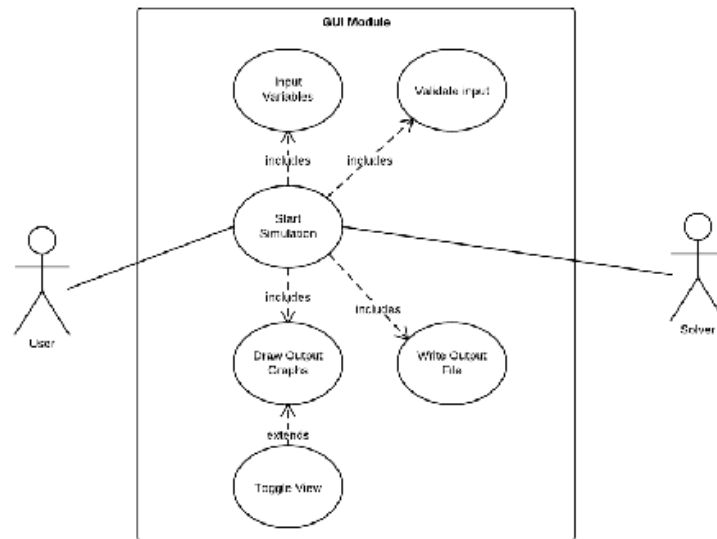 GUI Module
Input
Variables
Validate input
includes
includes
Start
Simulation
includes
includes
User
Solver
Draw Output
Graphs
Write Output
File
extends
Toggle View